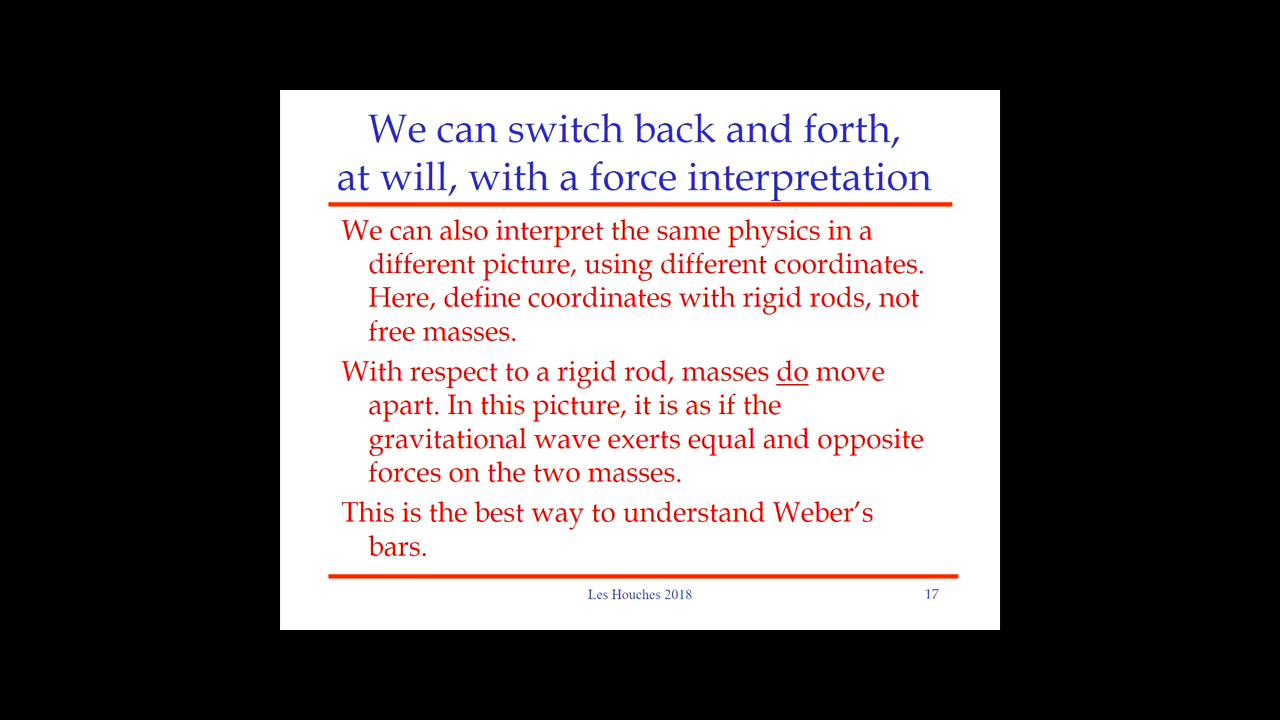 We can switch back and forth,
at will, with a force interpretation
We can also interpret the same physics in a
different picture, using different coordinates.
Here, define coordinates with rigid rods, not
free masses.
With respect to a rigid rod, masses do move
apart. In this picture, it is as if the
gravitational wave exerts equal and opposite
forces on the two masses.
This is the best way to understand Weber’s
bars.
Les Houches 2018
17